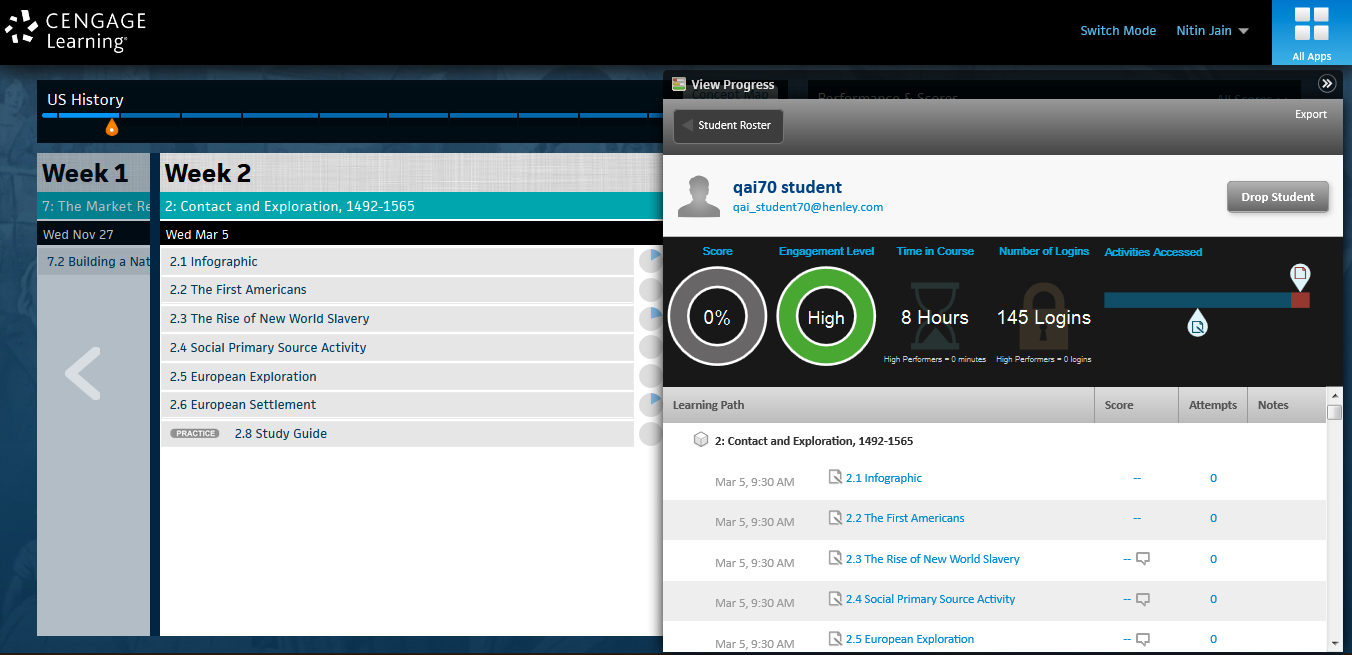 CENGAGE
Learning
Switch Mode
Nitin Jain
All Apps
US History
Week 1
7: The Market Re
Wed Nov 27
7.2 Building a Nat
Week 2
2: Contact and Exploration, 1492-1565
Wed Mar 5
2.1 Infographic
2.2 The First Americans
2.3 The Rise of New World Slavery
2.4 Social Primary Source Activity
2.5 European Exploration
2.6 European Settlement
PRACTICE 2.8 Study Guide
View Progress
Concept Map
Performance & Scores
All Scores
Export
Student Roster
qai70 student
qai_student70@henley.com
Drop Student
Score Engagement Level Time in Course Number of Logins Activities Accessed
0% High 8 Hours 145 Logins
High Performers = 0 minutes High Performers = 0 logins
Learning Path Score Attempts Notes
2: Contact and Exploration, 1492-1565
Mar 5, 9:30 AM 2.1 Infographic -- 0
Mar 5, 9:30 AM 2.2 The First Americans -- 0
Mar 5, 9:30 AM 2.3 The Rise of New World Slavery -- 0
Mar 5, 9:30 AM 2.4 Social Primary Source Activity -- 0
Mar 5, 9:30 AM 2.5 European Exploration -- 0